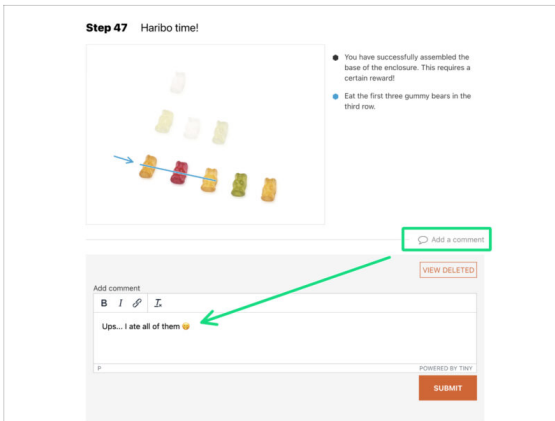 Step 47 Haribo time!
You have successfully assembled the
base of the enclosure. This requires a
certain reward!
Eat the first three gummy bears in the
third row.
Add a comment
VIEW DELETED
Add comment
B I
Ups... I ate all of them 😋
P POWERED BY TINY
SUBMIT